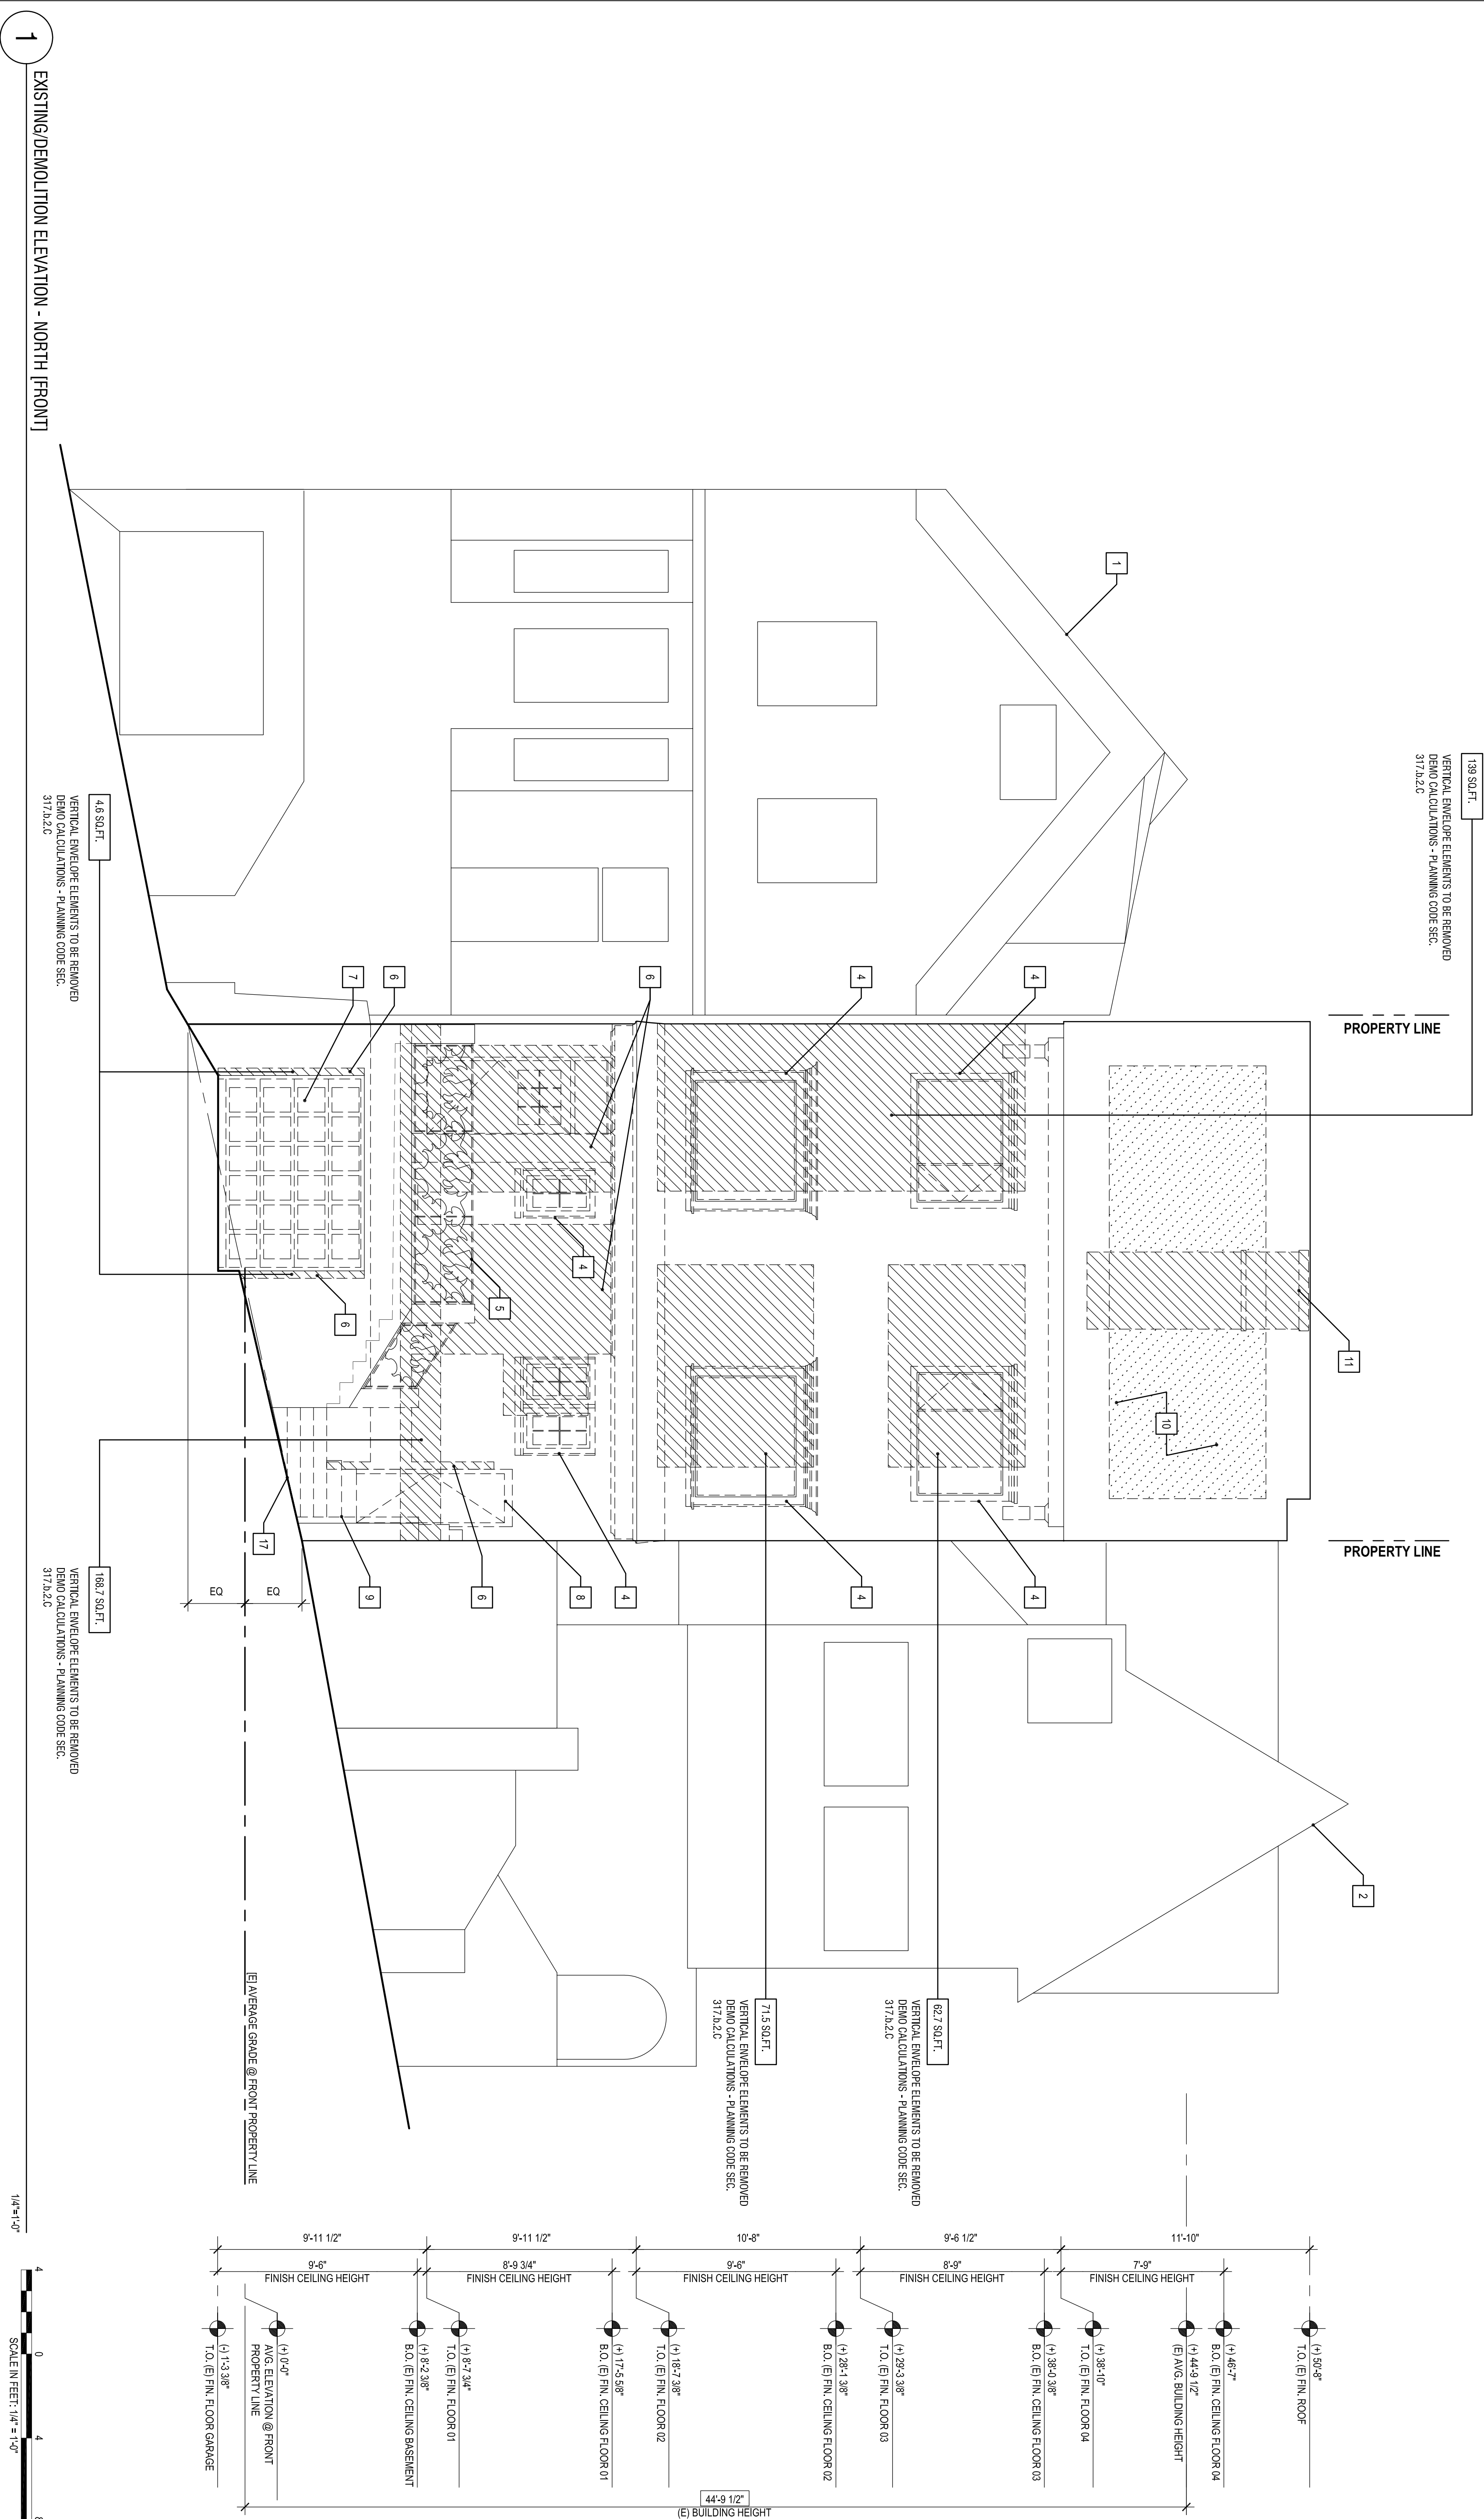 1
EXISTING/DEMOLITION ELEVATION - NORTH [FRONT]
1/4"=1'-0"
4
0
4
8
SCALE IN FEET: 1/4" = 1'-0"
139 SQ.FT.
VERTICAL ENVELOPE ELEMENTS TO BE REMOVED
DEMO CALCULATIONS - PLANNING CODE SEC.
317.b.2.C
PROPERTY LINE
PROPERTY LINE
1
2
4
4
4
4
4
4
5
6
6
6
6
7
8
9
10
11
17
4.6 SQ.FT.
VERTICAL ENVELOPE ELEMENTS TO BE REMOVED
DEMO CALCULATIONS - PLANNING CODE SEC.
317.b.2.C
168.7 SQ.FT.
VERTICAL ENVELOPE ELEMENTS TO BE REMOVED
DEMO CALCULATIONS - PLANNING CODE SEC.
317.b.2.C
62.7 SQ.FT.
VERTICAL ENVELOPE ELEMENTS TO BE REMOVED
DEMO CALCULATIONS - PLANNING CODE SEC.
317.b.2.C
71.5 SQ.FT.
VERTICAL ENVELOPE ELEMENTS TO BE REMOVED
DEMO CALCULATIONS - PLANNING CODE SEC.
317.b.2.C
EQ
EQ
[E] AVERAGE GRADE @ FRONT PROPERTY LINE
9'-11 1/2"
9'-11 1/2"
10'-8"
9'-6 1/2"
11'-10"
9'-6"
FINISH CEILING HEIGHT
8'-9 3/4"
FINISH CEILING HEIGHT
9'-6"
FINISH CEILING HEIGHT
8'-9"
FINISH CEILING HEIGHT
7'-9"
FINISH CEILING HEIGHT
(+) 50'-8"
T.O. (E) FIN. ROOF
(+) 46'-7"
B.O. (E) FIN. CEILING FLOOR 04
(+) 44'-9 1/2"
(E) AVG. BUILDING HEIGHT
(+) 38'-10"
T.O. (E) FIN. FLOOR 04
(+) 38'-0 3/8"
B.O. (E) FIN. CEILING FLOOR 03
(+) 29'-3 3/8"
T.O. (E) FIN. FLOOR 03
(+) 28'-1 3/8"
B.O. (E) FIN. CEILING FLOOR 02
(+) 18'-7 3/8"
T.O. (E) FIN. FLOOR 02
(+) 17'-5 5/8"
B.O. (E) FIN. CEILING FLOOR 01
(+) 8'-7 3/4"
T.O. (E) FIN. FLOOR 01
(+) 8'-2 3/8"
B.O. (E) FIN. CEILING BASEMENT
(+) 0'-0"
AVG. ELEVATION @ FRONT
PROPERTY LINE
(-) 1'-3 3/8"
T.O. (E) FIN. FLOOR GARAGE
44'-9 1/2"
(E) BUILDING HEIGHT